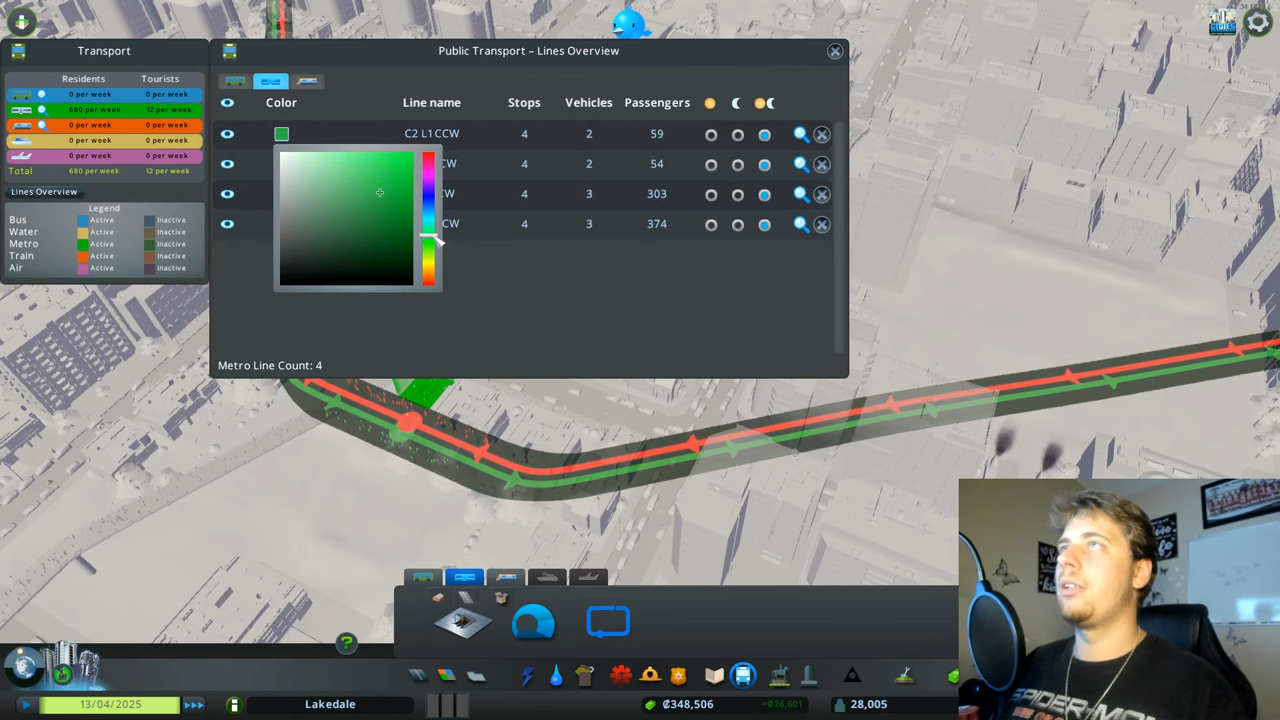 Transport
Residents Tourists
0 per week 0 per week
680 per week 12 per week
0 per week 0 per week
0 per week 0 per week
0 per week 0 per week
Total 680 per week 12 per week
Lines Overview
Legend
Bus Active Inactive
Water Active Inactive
Metro Active Inactive
Train Active Inactive
Air Active Inactive
Public Transport – Lines Overview
Color Line name Stops Vehicles Passengers
C2 L1CCW 4 2 59
CW 4 2 54
CW 4 3 303
CW 4 3 374
Metro Line Count: 4
?
13/04/2025
Lakedale
₡348,506
+₡26,601
28,005
SPIDER-MA